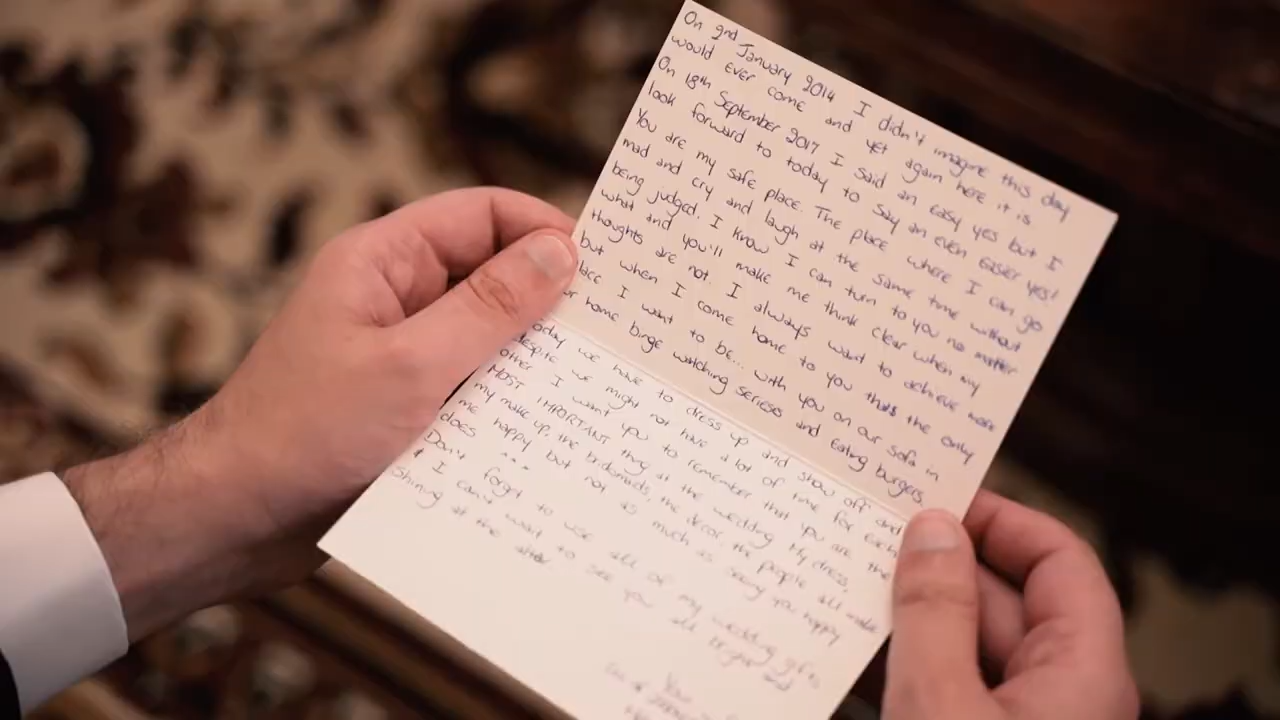 On 2nd January 2014 I didn't imagine this day
would ever come and yet again here it is
On 18th September 2017 I said an easy yes but I
look forward to today to say an even easier yes!
You are my safe place. The place where I can go
mad and cry and laugh at the same time without
being judged. I know I can turn to you no matter
what and you'll make me think clear when my
thoughts are not. I always want to achieve more
but when I come home to you thats the only
place I want to be... with you on our sofa in
our home binge watching serieses and eating burgers.
Today we have to dress up and show off and
despite we might not have a lot of time for each
other I want you to remember that you are the
MOST IMPORTANT thing at the wedding. My dress,
my make up, the bridesmaids, the decor, the people all make
me happy but not as much as seeing you happy
does ...
Don't forget to use all of my wedding gifts
& I can't wait to see you all bright and
Shining at the altar
Your